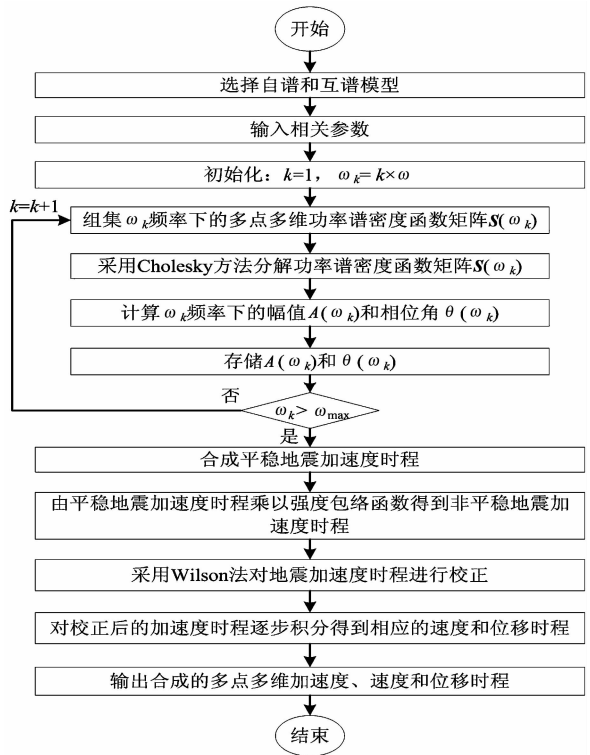 开始
选择自谱和互谱模型
输入相关参数
初始化：k=1， ωk= k×ω
k=k+1
组集ωk频率下的多点多维功率谱密度函数矩阵S(ωk)
采用Cholesky方法分解功率谱密度函数矩阵S(ωk)
计算ωk频率下的幅值A(ωk)和相位角θ(ωk)
存储A(ωk)和θ(ωk)
否
ωk> ωmax
是
合成平稳地震加速度时程
由平稳地震加速度时程乘以强度包络函数得到非平稳地震加
速度时程
采用Wilson法对地震加速度时程进行校正
对校正后的加速度时程逐步积分得到相应的速度和位移时程
输出合成的多点多维加速度、速度和位移时程
结束